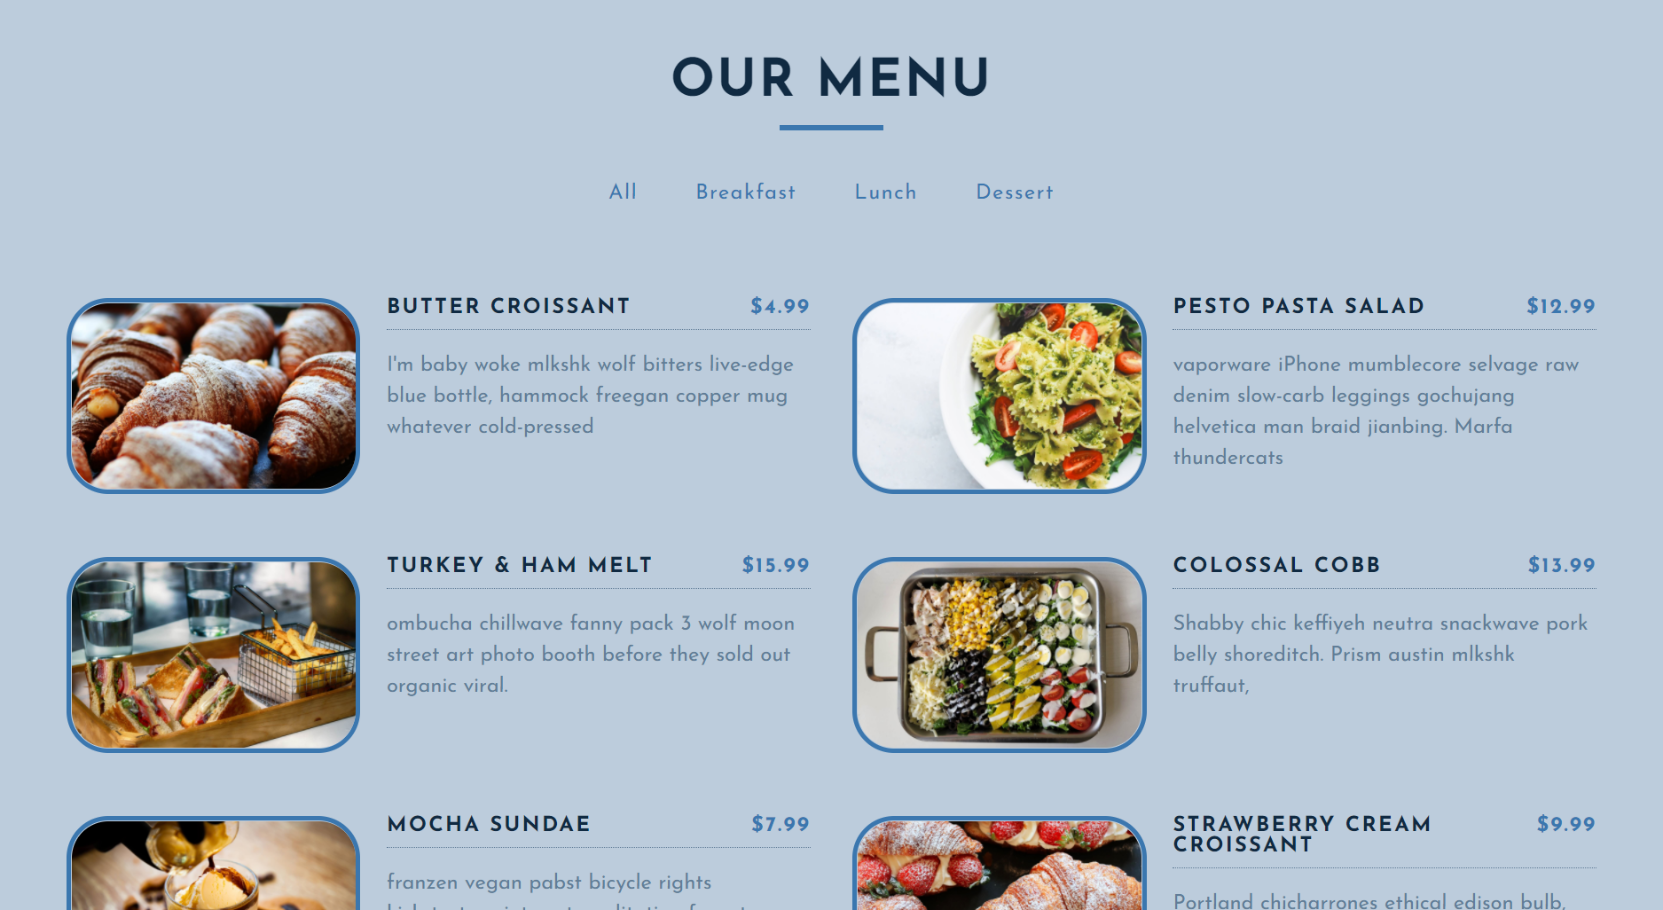 OUR MENU
All Breakfast Lunch Dessert
BUTTER CROISSANT $4.99
I'm baby woke mlkshk wolf bitters live-edge
blue bottle, hammock freegan copper mug
whatever cold-pressed
PESTO PASTA SALAD $12.99
vaporware iPhone mumblecore selvage raw
denim slow-carb leggings gochujang
helvetica man braid jianbing. Marfa
thundercats
TURKEY & HAM MELT $15.99
ombucha chillwave fanny pack 3 wolf moon
street art photo booth before they sold out
organic viral.
COLOSSAL COBB $13.99
Shabby chic keffiyeh neutra snackwave pork
belly shoreditch. Prism austin mlkshk
truffaut,
MOCHA SUNDAE $7.99
franzen vegan pabst bicycle rights
STRAWBERRY CREAM $9.99
CROISSANT
Portland chicharrones ethical edison bulb,